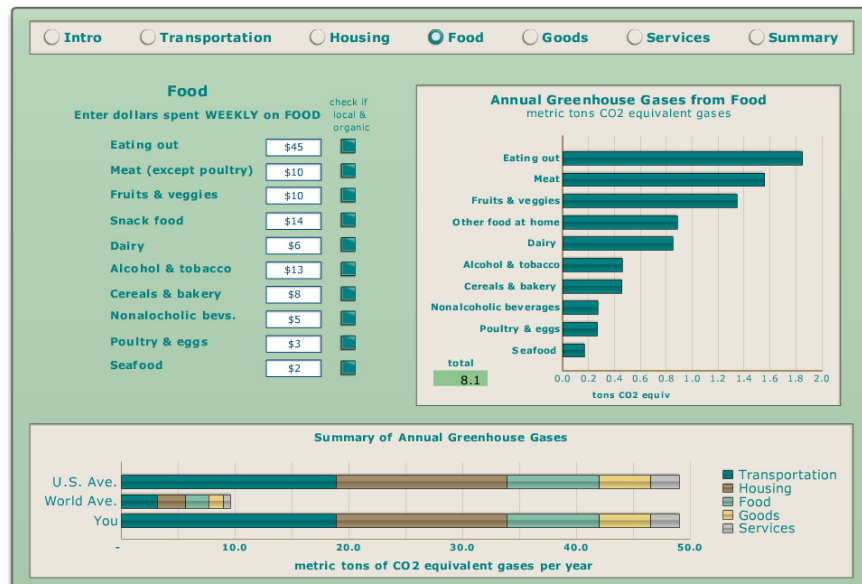 Intro Transportation Housing Food Goods Services Summary
Food
Enter dollars spent WEEKLY on FOOD
check if
local &
organic
Eating out $45
Meat (except poultry) $10
Fruits & veggies $10
Snack food $14
Dairy $6
Alcohol & tobacco $13
Cereals & bakery $8
Nonalocholic bevs. $5
Poultry & eggs $3
Seafood $2
Annual Greenhouse Gases from Food
metric tons CO2 equivalent gases
Eating out
Meat
Fruits & veggies
Other food at home
Dairy
Alcohol & tobacco
Cereals & bakery
Nonalcoholic beverages
Poultry & eggs
Seafood
total
8.1
0.0 0.2 0.4 0.6 0.8 1.0 1.2 1.4 1.6 1.8 2.0
tons CO2 equiv
Summary of Annual Greenhouse Gases
U.S. Ave.
World Ave.
You
- 10.0 20.0 30.0 40.0 50.0
metric tons of CO2 equivalent gases per year
Transportation
Housing
Food
Goods
Services